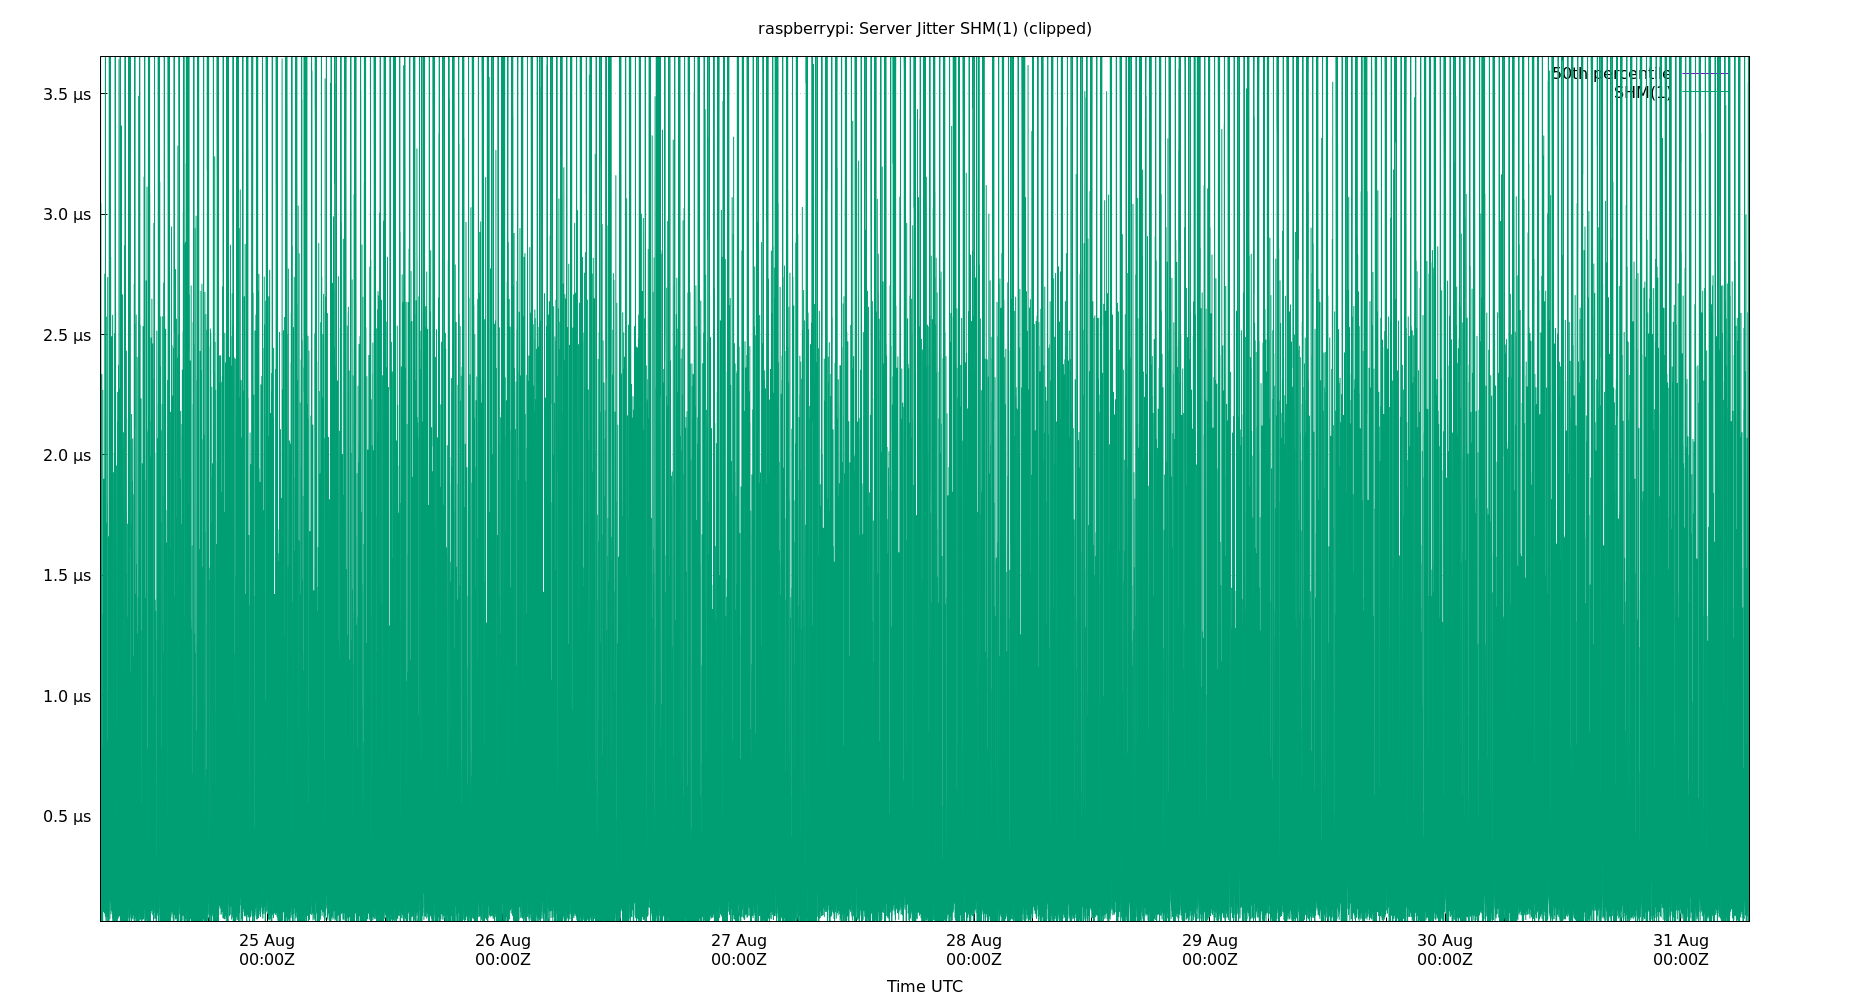 raspberrypi: Server Jitter SHM(1) (clipped)
50th percentile
SHM(1)
3.5 µs
3.0 µs
2.5 µs
2.0 µs
1.5 µs
1.0 µs
0.5 µs
25 Aug 26 Aug 27 Aug 28 Aug 29 Aug 30 Aug 31 Aug
00:00Z 00:00Z 00:00Z 00:00Z 00:00Z 00:00Z 00:00Z
Time UTC